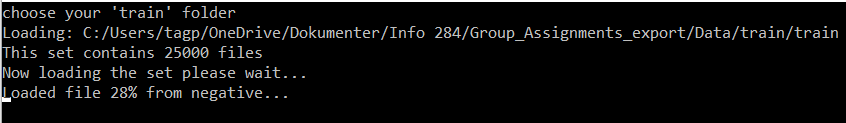 choose your 'train' folder
Loading: C:/Users/tagp/OneDrive/Dokumenter/Info 284/Group_Assignments_export/Data/train/train
This set contains 25000 files
Now loading the set please wait...
Loaded file 28% from negative...